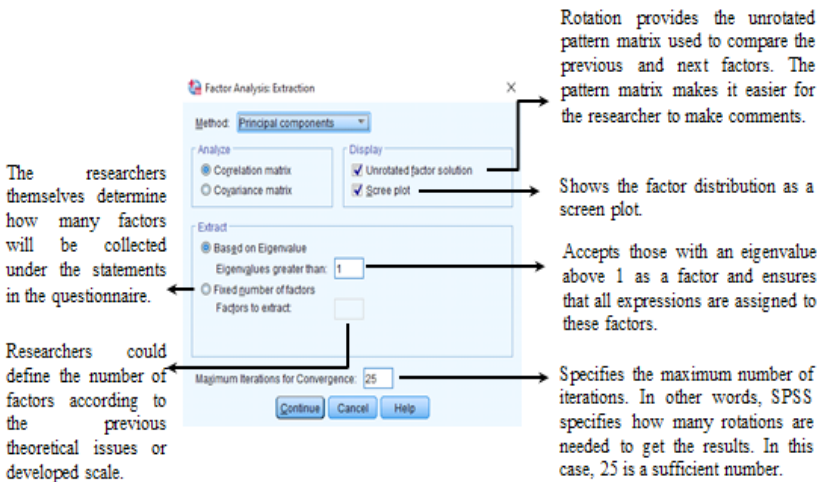 Rotation provides the unrotated
pattern matrix used to compare the
previous and next factors. The
pattern matrix makes it easier for
the researcher to make comments.
Factor Analysis: Extraction
Method: Principal components
Analyze
Correlation matrix
Covariance matrix
Display
Unrotated factor solution
Scree plot
The researchers
themselves determine
how many factors
will be collected
under the statements
in the questionnaire.
Shows the factor distribution as a
screen plot.
Extract
Based on Eigenvalue
Eigenvalues greater than: 1
Fixed number of factors
Factors to extract:
Accepts those with an eigenvalue
above 1 as a factor and ensures
that all expressions are assigned to
these factors.
Researchers could
define the number of
factors according to
the previous
theoretical issues or
developed scale.
Maximum Iterations for Convergence: 25
Continue Cancel Help
Specifies the maximum number of
iterations. In other words, SPSS
specifies how many rotations are
needed to get the results. In this
case, 25 is a sufficient number.